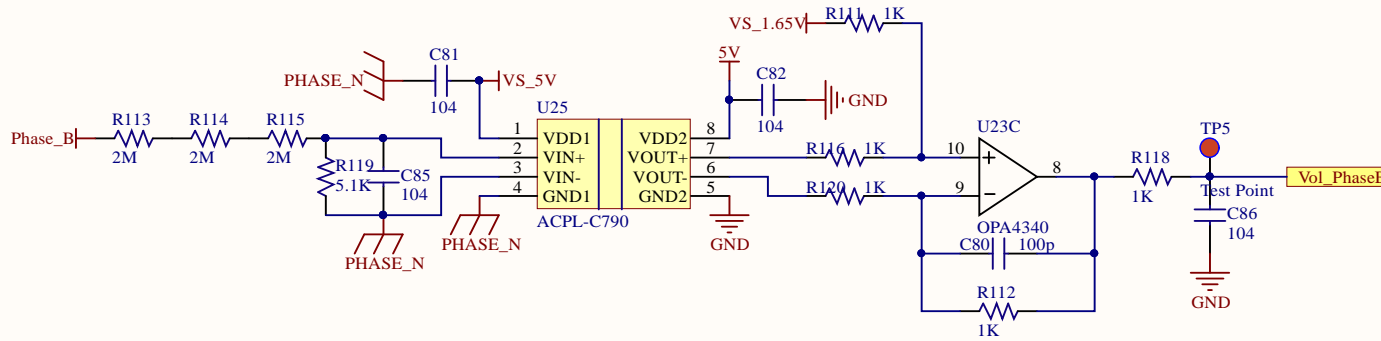 VS_1.65V
R111
1K
PHASE_N
C81
104
VS_5V
5V
C82
104
GND
Phase_B
R113
2M
R114
2M
R115
2M
R119
5.1K
C85
104
PHASE_N
U25
1
VDD1
2
VIN+
3
VIN-
4
GND1
VDD2
8
VOUT+
7
VOUT-
6
GND2
5
ACPL-C790
PHASE_N
GND
R116
1K
R120
1K
U23C
10
+
9
−
8
OPA4340
C80
100p
R112
1K
R118
1K
TP5
Test Point
C86
104
GND
Vol_PhaseB